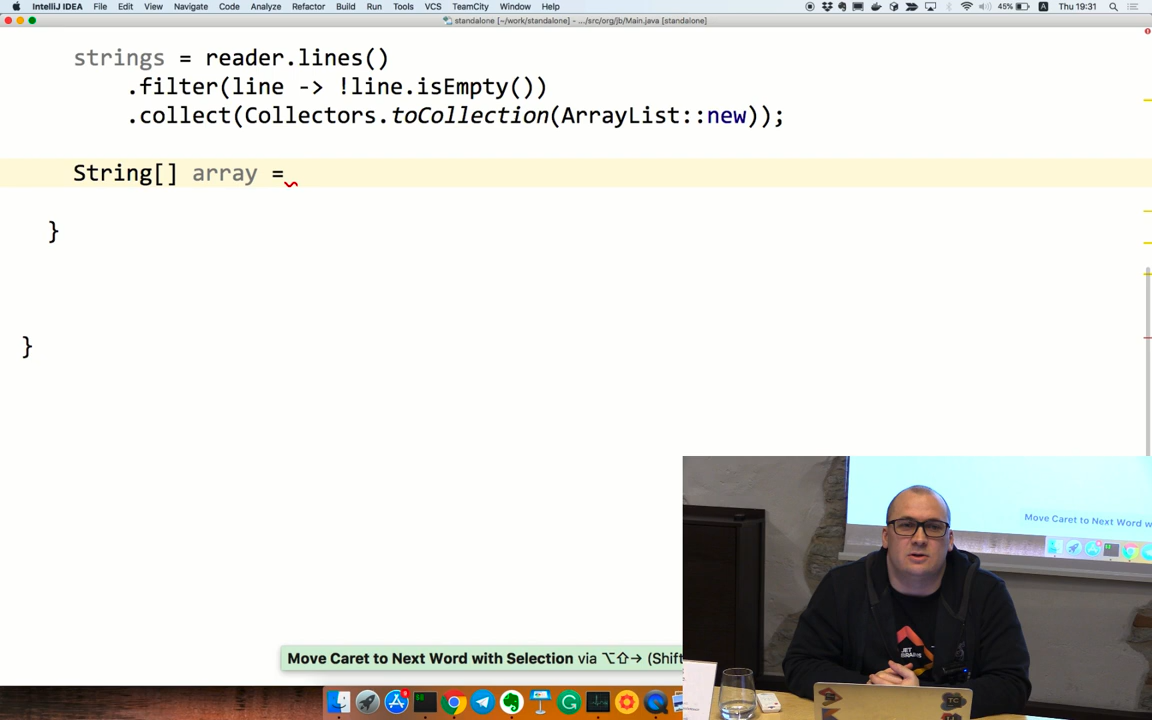 IntelliJ IDEA File Edit View Navigate Code Analyze Refactor Build Run Tools VCS TeamCity Window Help 45% A Thu 19:31
standalone [~/work/standalone] - .../src/org/jb/Main.java [standalone]
strings = reader.lines()
.filter(line -> !line.isEmpty())
.collect(Collectors.toCollection(ArrayList::new));
String[] array =
}
}
Move Caret to Next Word w
Move Caret to Next Word with Selection via ⌥⇧→ (Shift
JET
BRAINS
TC